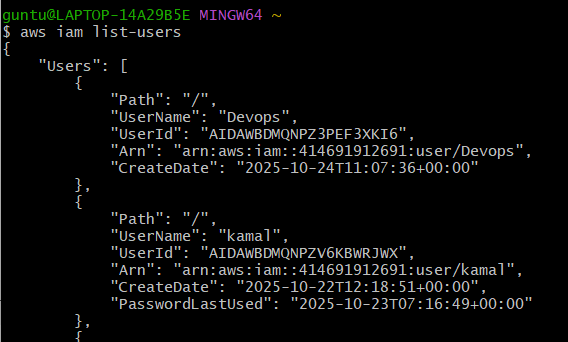 guntu@LAPTOP-14A29B5E MINGW64 ~
$ aws iam list-users
{
    "Users": [
        {
            "Path": "/",
            "UserName": "Devops",
            "UserId": "AIDAWBDMQNPZ3PEF3XKI6",
            "Arn": "arn:aws:iam::414691912691:user/Devops",
            "CreateDate": "2025-10-24T11:07:36+00:00"
        },
        {
            "Path": "/",
            "UserName": "kamal",
            "UserId": "AIDAWBDMQNPZV6KBWRJWX",
            "Arn": "arn:aws:iam::414691912691:user/kamal",
            "CreateDate": "2025-10-22T12:18:51+00:00",
            "PasswordLastUsed": "2025-10-23T07:16:49+00:00"
        },
        {